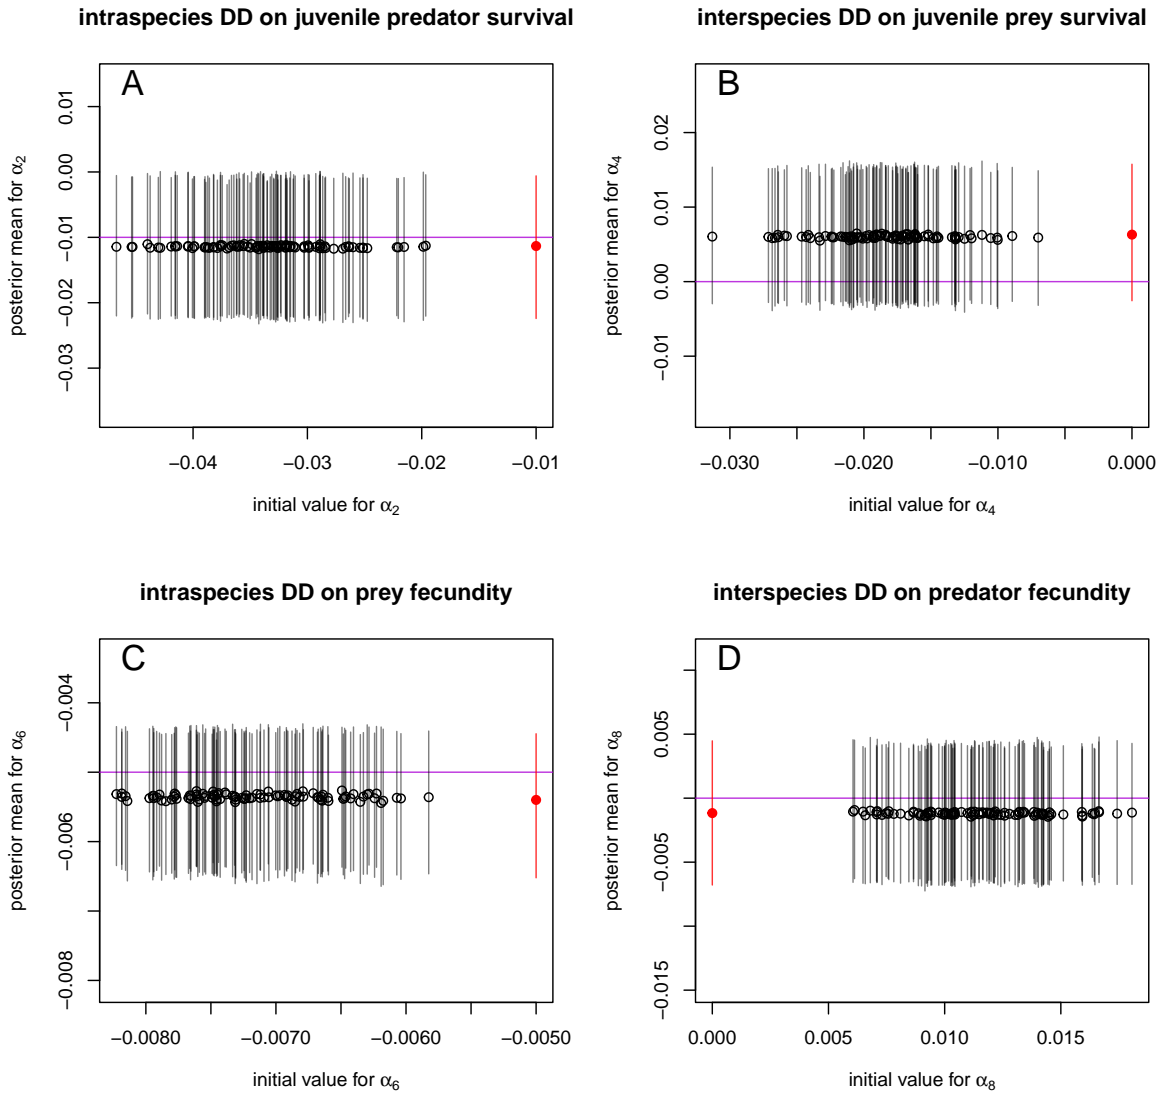 intraspecies DD on juvenile predator survival
A
posterior mean for α2
0.01
0.00
−0.01
−0.02
−0.03
−0.04 −0.03 −0.02 −0.01
initial value for α2
interspecies DD on juvenile prey survival
B
posterior mean for α4
0.02
0.01
0.00
−0.01
−0.030 −0.020 −0.010 0.000
initial value for α4
intraspecies DD on prey fecundity
C
posterior mean for α6
−0.004
−0.006
−0.008
−0.0080 −0.0070 −0.0060 −0.0050
initial value for α6
interspecies DD on predator fecundity
D
posterior mean for α8
0.005
−0.005
−0.015
0.000 0.005 0.010 0.015
initial value for α8